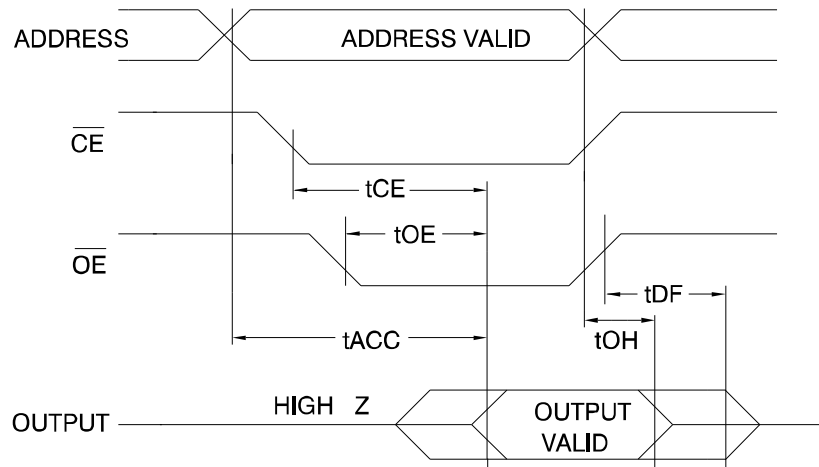 ADDRESS
ADDRESS VALID
CE
tCE
tOE
OE
tDF
tACC
tOH
HIGH Z
OUTPUT
OUTPUT
VALID